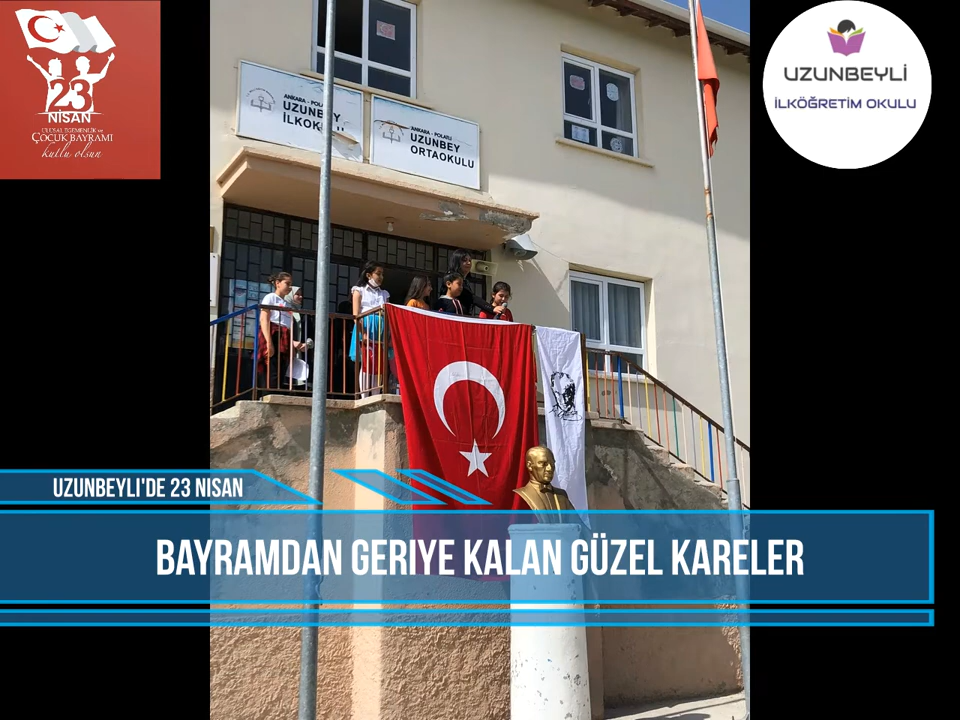 23
NİSAN
ULUSAL EGEMENLİK ve
ÇOCUK BAYRAMI
kutlu olsun
UZUNBEYLİ
İLKÖĞRETİM OKULU
ANKARA - POLATLI
UZUNBEY
İLKOKULU
ANKARA - POLATLI
UZUNBEY
ORTAOKULU
UZUNBEYLI'DE 23 NISAN
BAYRAMDAN GERIYE KALAN GÜZEL KARELER